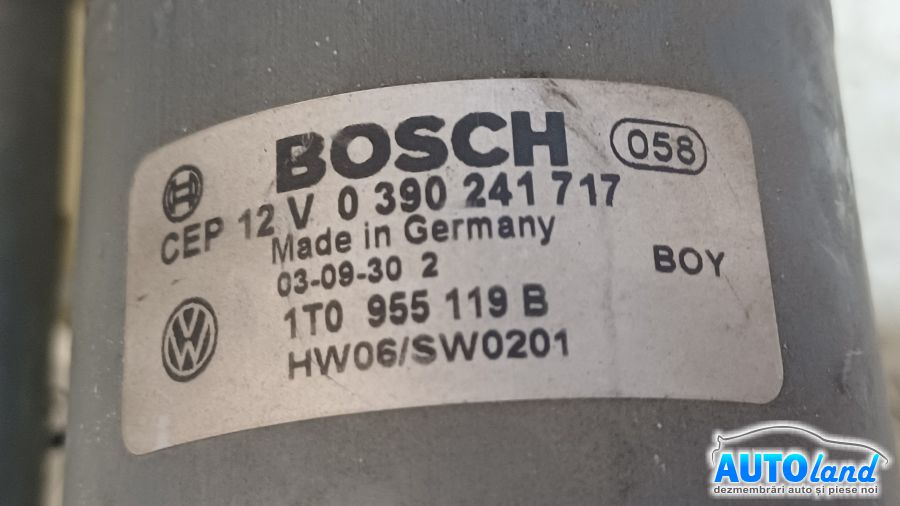 BOSCH 058
CEP 12 V 0 390 241 717
Made in Germany
03-09-30 2 BOY
1T0 955 119 B
HW06/SW0201
AUTOland
dezmembrări auto și piese noi